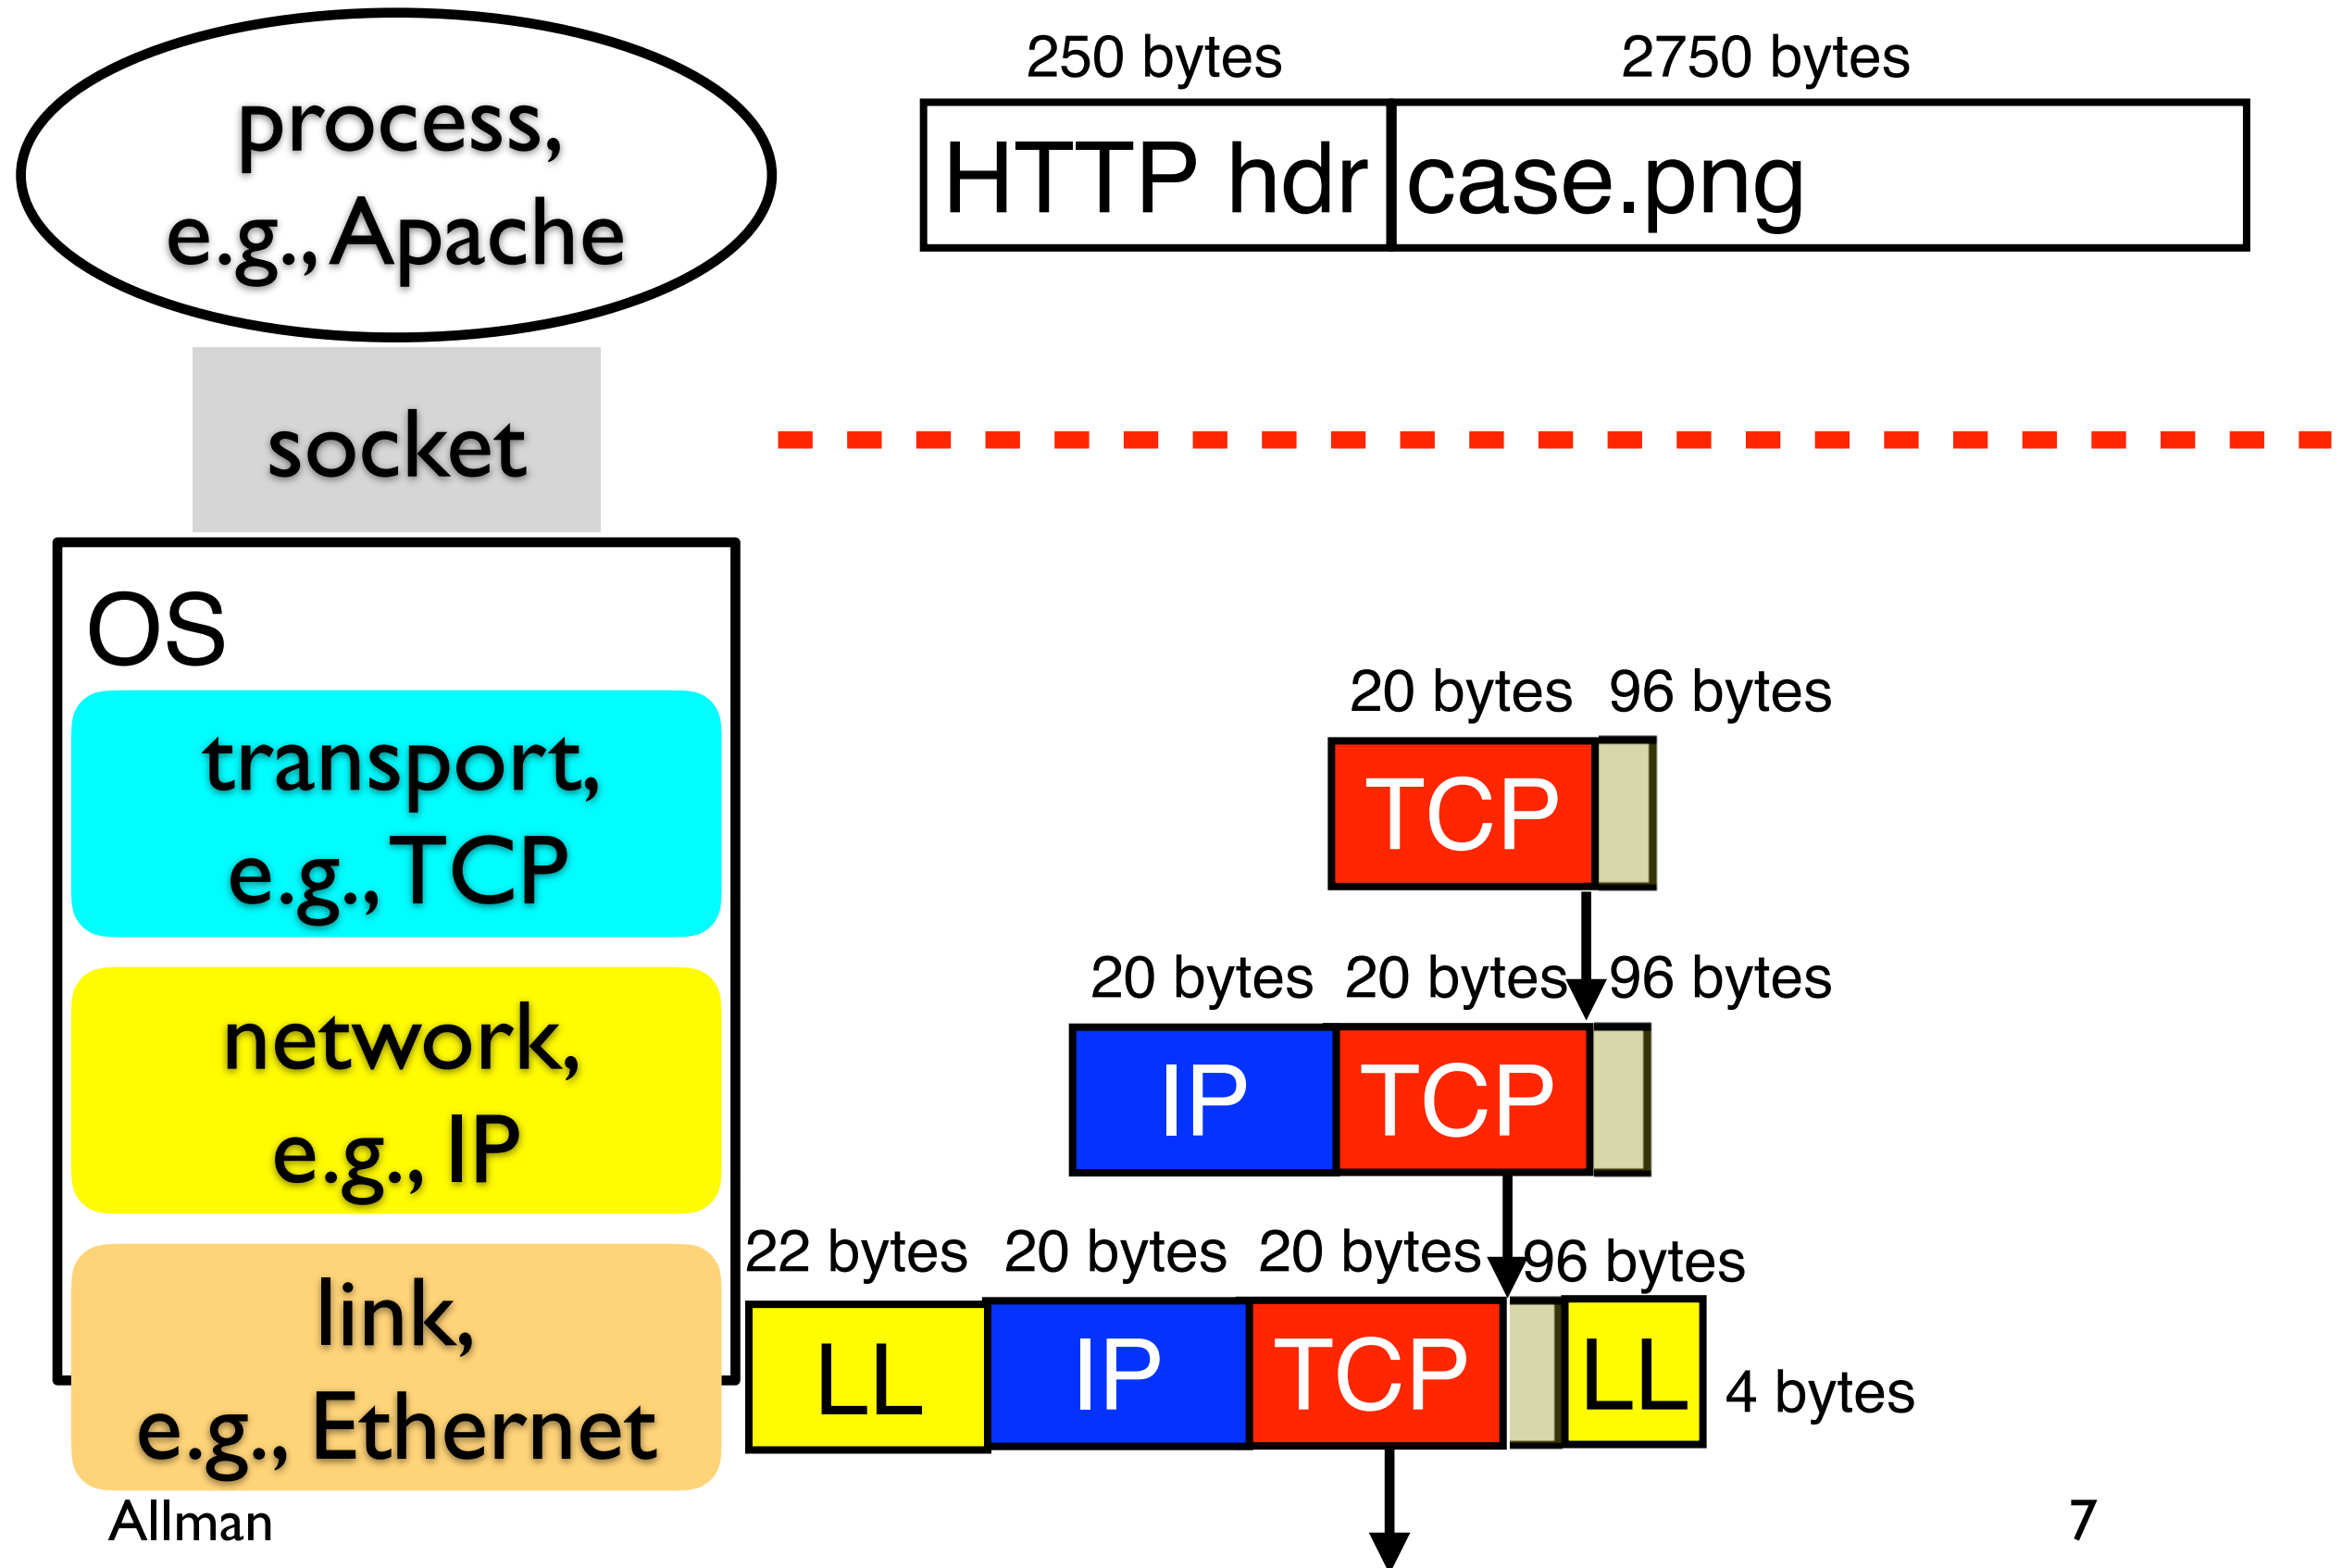 process,
e.g., Apache
socket
OS
transport,
e.g., TCP
network,
e.g., IP
link,
e.g., Ethernet
250 bytes 2750 bytes
HTTP hdr case.png
20 bytes 96 bytes
TCP
20 bytes 20 bytes 96 bytes
IP TCP
22 bytes 20 bytes 20 bytes 96 bytes
LL IP TCP LL
4 bytes
Allman 7